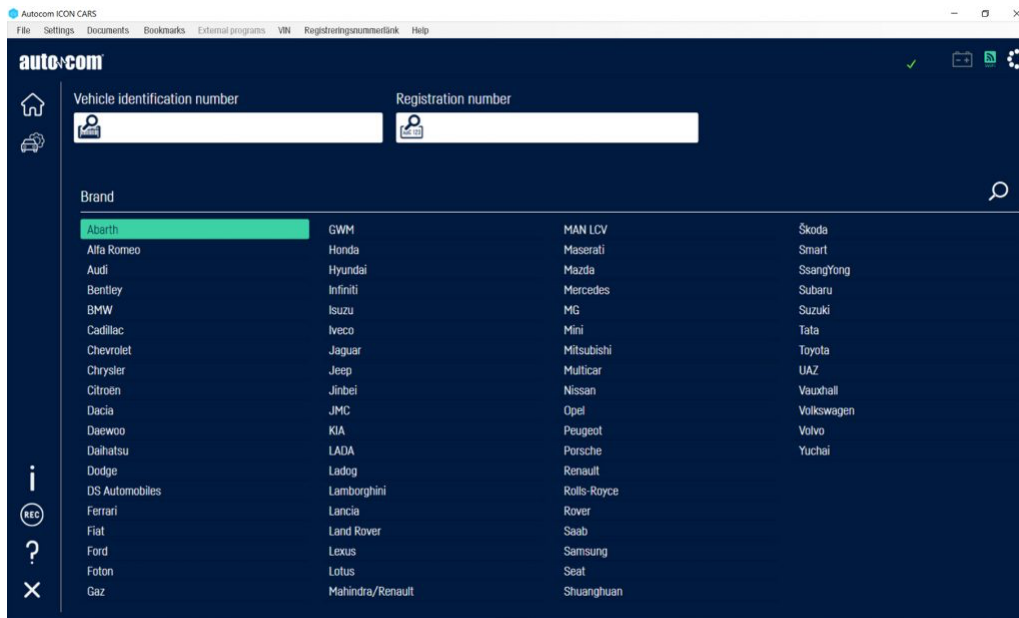 Autocom ICON CARS
File Settings Documents Bookmarks External programs VIN Registreringsnummerlänk Help
autocom
Vehicle identification number
Registration number
ABC 123
Brand
Abarth
Alfa Romeo
Audi
Bentley
BMW
Cadillac
Chevrolet
Chrysler
Citroën
Dacia
Daewoo
Daihatsu
Dodge
DS Automobiles
Ferrari
Fiat
Ford
Foton
Gaz
GWM
Honda
Hyundai
Infiniti
Isuzu
Iveco
Jaguar
Jeep
Jinbei
JMC
KIA
LADA
Ladog
Lamborghini
Lancia
Land Rover
Lexus
Lotus
Mahindra/Renault
MAN LCV
Maserati
Mazda
Mercedes
MG
Mini
Mitsubishi
Multicar
Nissan
Opel
Peugeot
Porsche
Renault
Rolls-Royce
Rover
Saab
Samsung
Seat
Shuanghuan
Škoda
Smart
SsangYong
Subaru
Suzuki
Tata
Toyota
UAZ
Vauxhall
Volkswagen
Volvo
Yuchai
i
REC
?